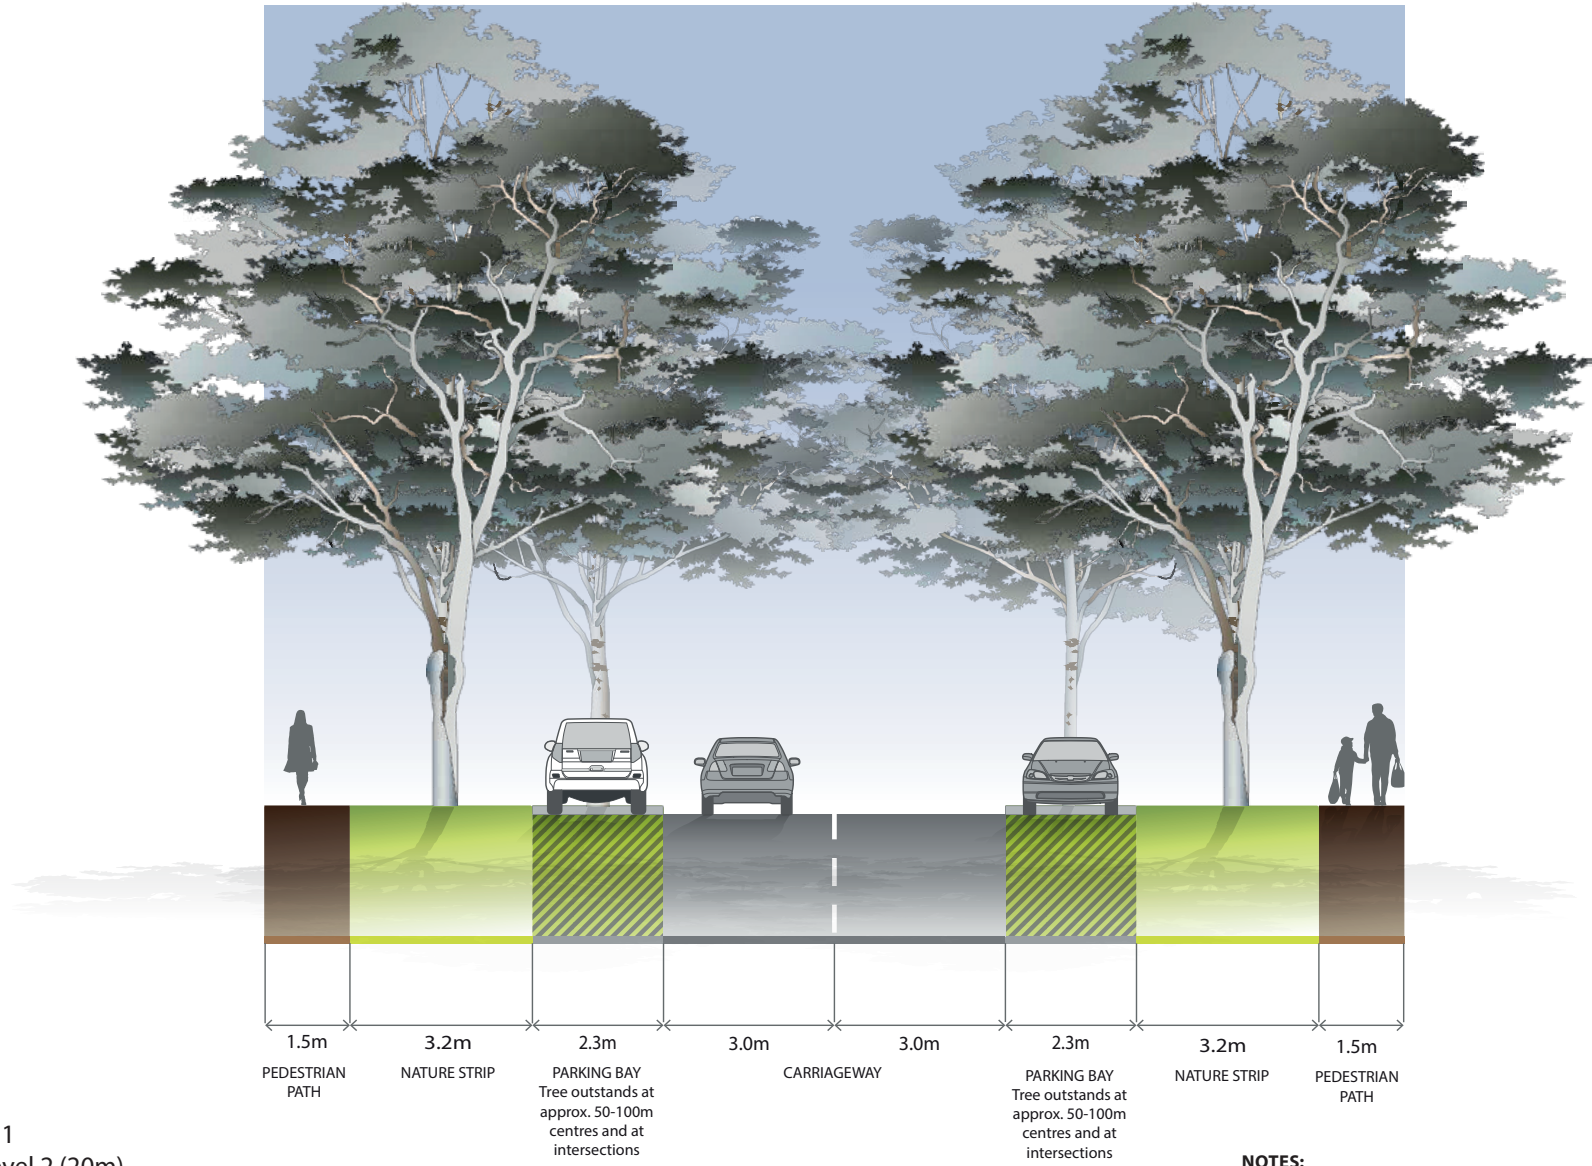 1.5m
3.2m
2.3m
3.0m
3.0m
2.3m
3.2m
1.5m
PEDESTRIAN
PATH
NATURE STRIP
PARKING BAY
Tree outstands at
approx. 50-100m
centres and at
intersections
CARRIAGEWAY
PARKING BAY
Tree outstands at
approx. 50-100m
centres and at
intersections
NATURE STRIP
PEDESTRIAN
PATH
1
2 (20m)
NOTES: